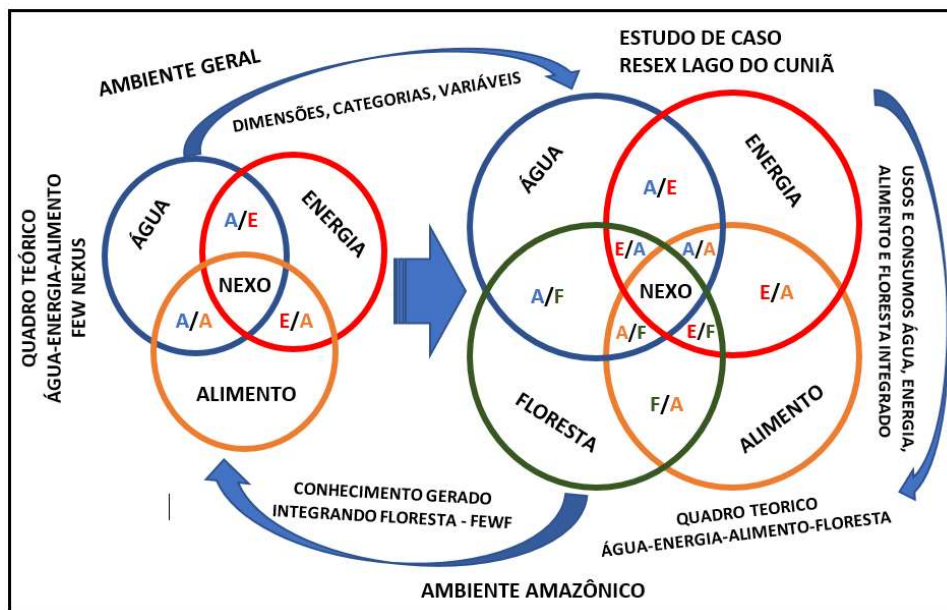 AMBIENTE GERAL
DIMENSÕES, CATEGORIAS, VARIÁVEIS
QUADRO TEÓRICO
ÁGUA-ENERGIA-ALIMENTO
FEW NEXUS
ÁGUA
A/E
ENERGIA
NEXO
A/A
E/A
ALIMENTO
ESTUDO DE CASO
RESEX LAGO DO CUNIÃ
ÁGUA
A/E
ENERGIA
E/A
A/A
A/F
NEXO
E/A
A/F
E/F
FLORESTA
F/A
ALIMENTO
USOS E CONSUMOS ÁGUA, ENERGIA,
ALIMENTO E FLORESTA INTEGRADO
QUADRO TEORICO
ÁGUA-ENERGIA-ALIMENTO-FLORESTA
CONHECIMENTO GERADO
INTEGRANDO FLORESTA - FEWF
AMBIENTE AMAZÔNICO